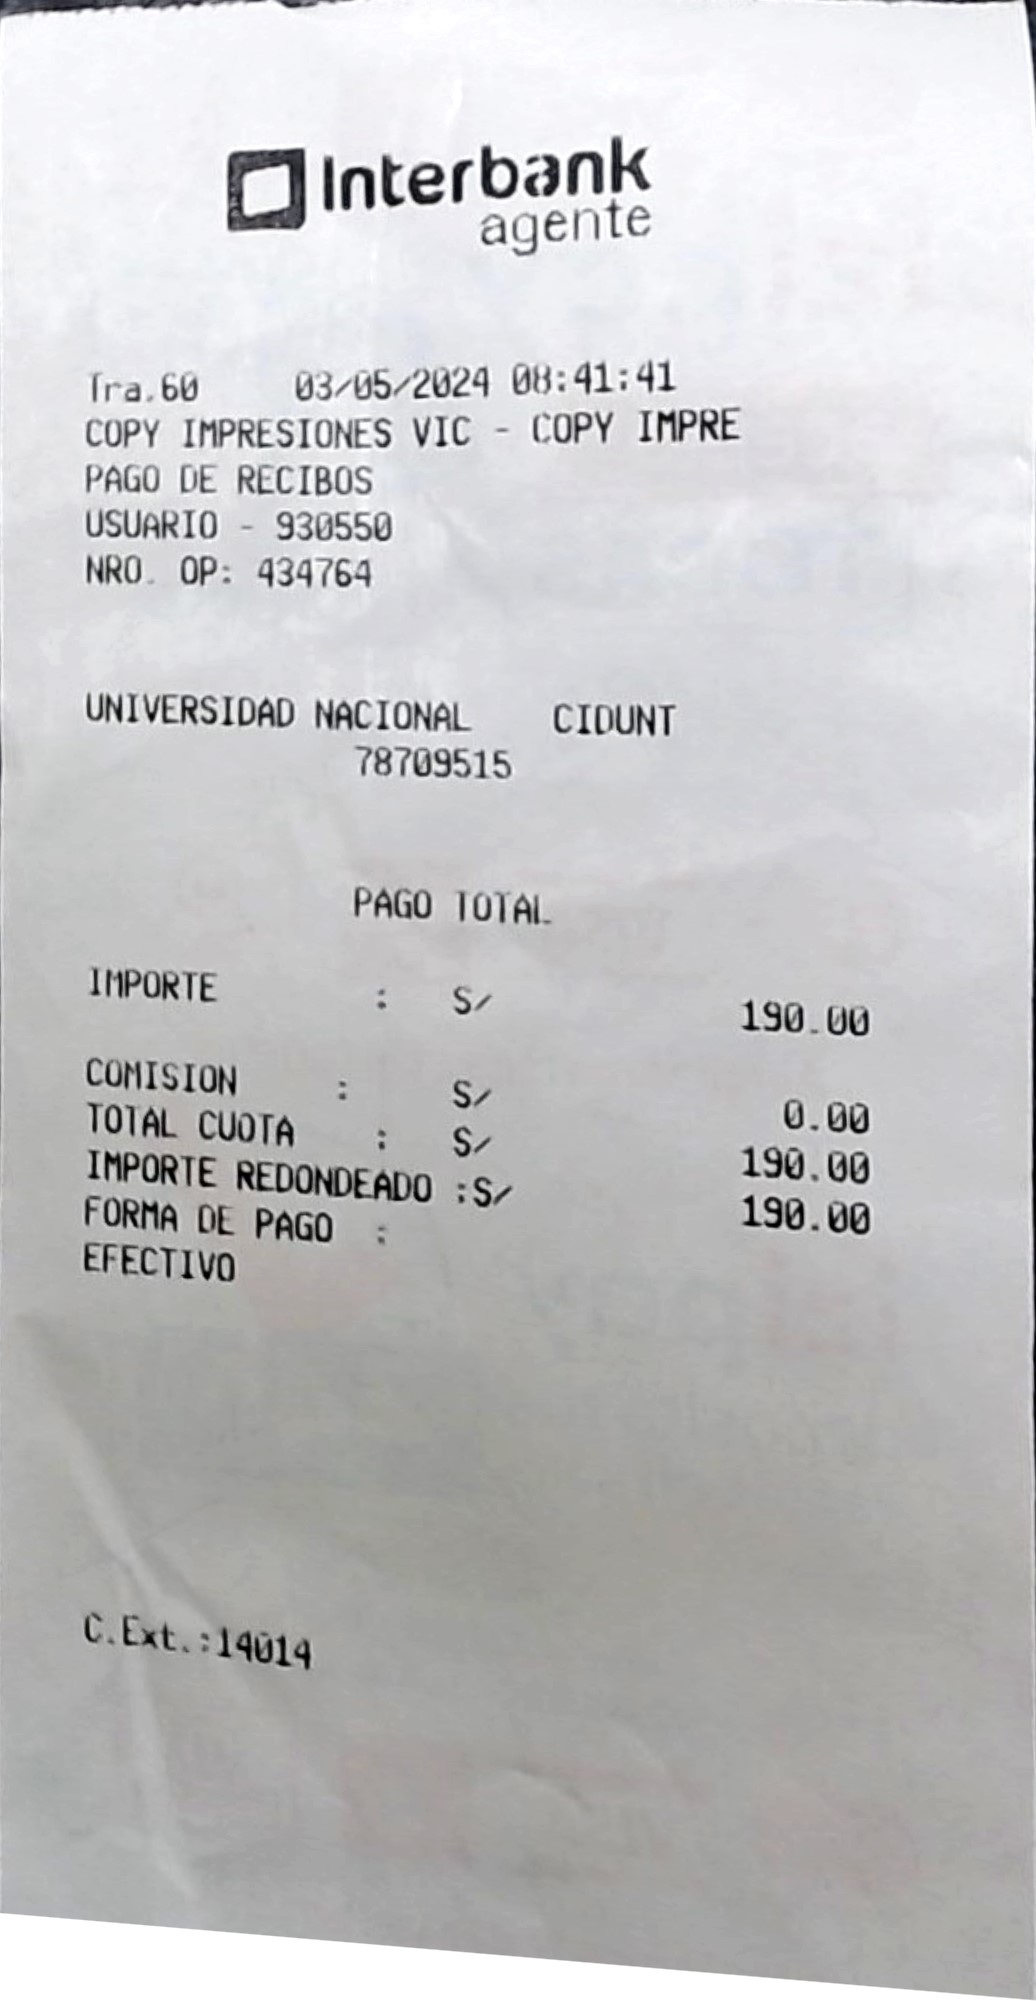 Interbank
agente
Tra.60 03/05/2024 08:41:41
COPY IMPRESIONES VIC - COPY IMPRE
PAGO DE RECIBOS
USUARIO - 930550
NRO. OP: 434764
UNIVERSIDAD NACIONAL CIDUNT
78709515
PAGO TOTAL
IMPORTE : S/ 190.00
COMISION : S/ 0.00
TOTAL CUOTA : S/ 190.00
IMPORTE REDONDEADO :S/ 190.00
FORMA DE PAGO :
EFECTIVO
C.Ext.:14014